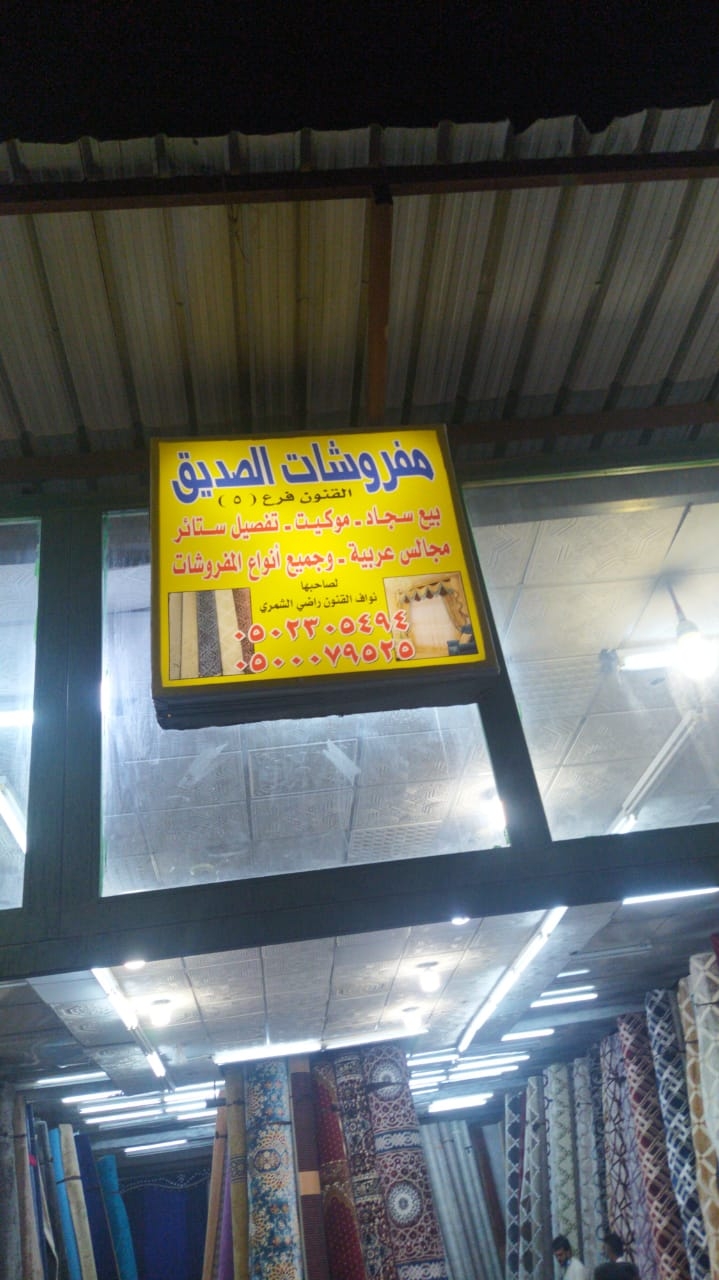 مفروشات الصديق
القنون فرع ( ٥ )
بيع سجاد - موكيت - تفصيل ستائر
مجالس عربية - وجميع أنواع المفروشات
لصاحبها
نواف القنون راضي الشمري
٠٥٠٢٣٠٥٤٩٤
٠٥٠٠٠٧٩٥٢٥